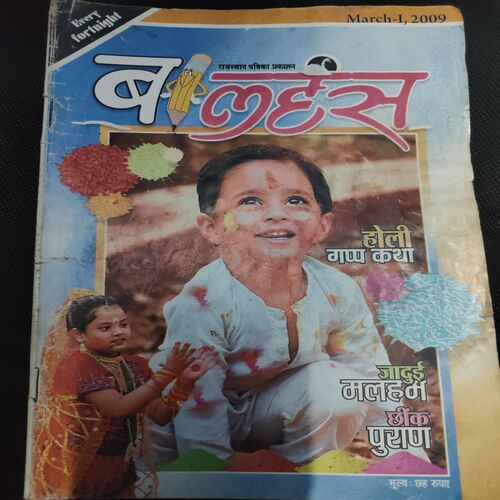 Every
fortnight
March-1, 2009
राजस्थान पत्रिका प्रकाशन
बालहंस
होली
गप्प कथा
जादुई
मलहम
छींक
पुराण
मूल्य : छह रुपए